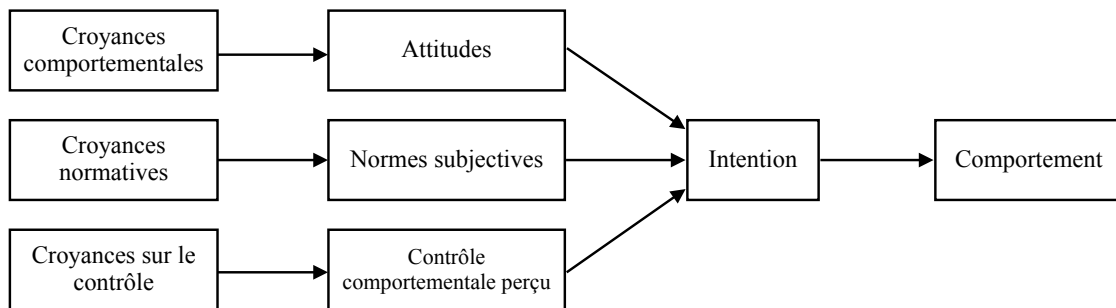 Croyances
comportementales
Attitudes
Croyances
normatives
Normes subjectives
Intention
Comportement
Croyances sur le
contrôle
Contrôle
comportementale perçu